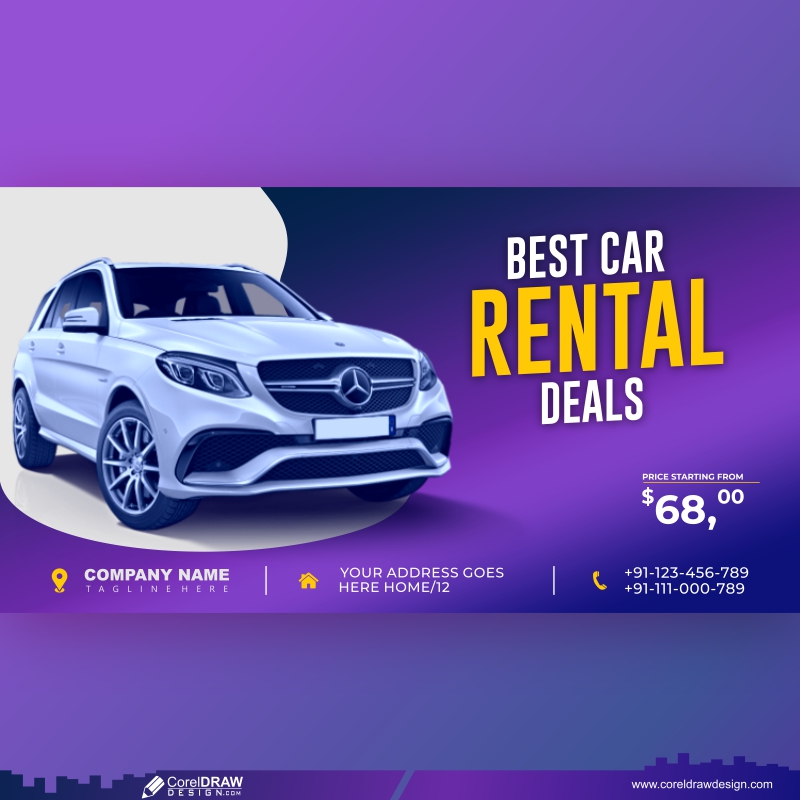 BEST CAR
RENTAL
DEALS
PRICE STARTING FROM
$68,00
COMPANY NAME
TAGLINE HERE
YOUR ADDRESS GOES
HERE HOME/12
+91-123-456-789
+91-111-000-789
CorelDRAW
DESIGN.COM
www.coreldrawdesign.com